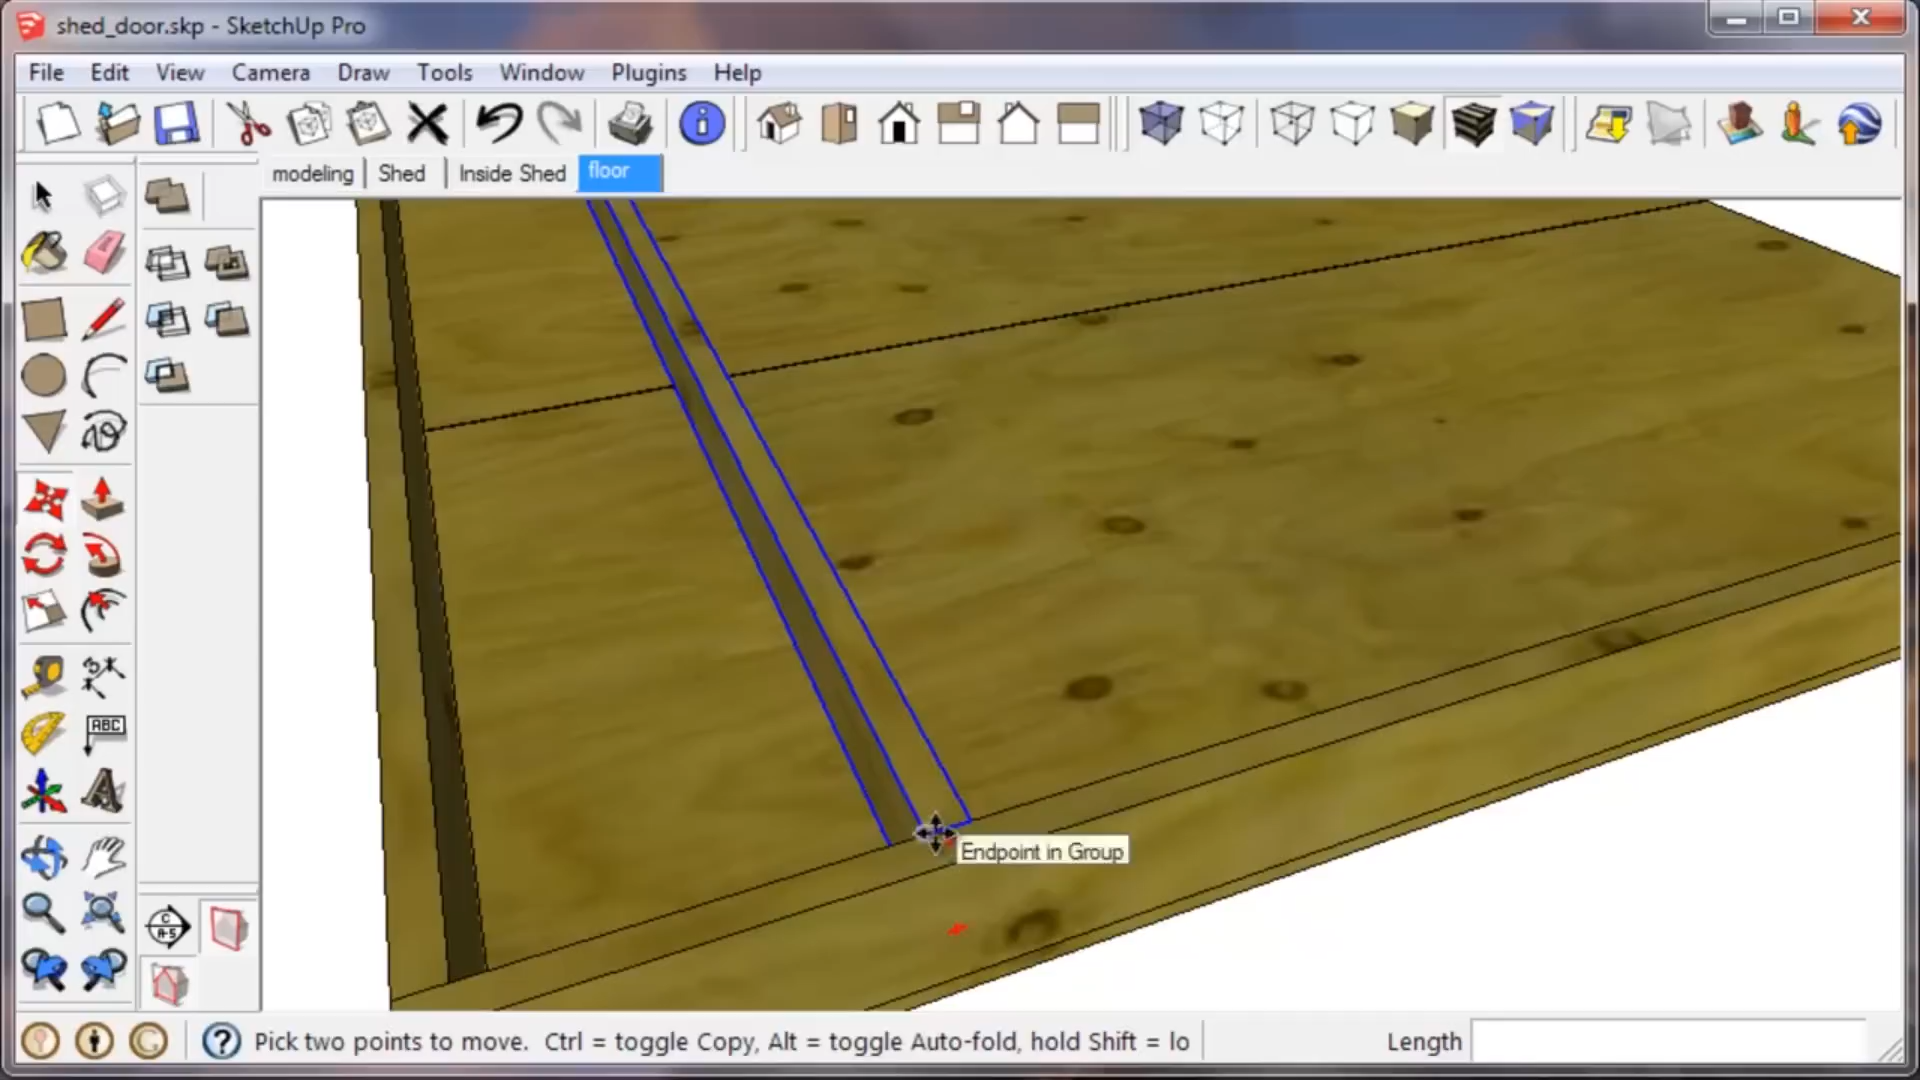 shed_door.skp - SketchUp Pro
File Edit View Camera Draw Tools Window Plugins Help
modeling Shed Inside Shed floor
ABC
C
A-5
Endpoint in Group
Pick two points to move. Ctrl = toggle Copy, Alt = toggle Auto-fold, hold Shift = lo Length